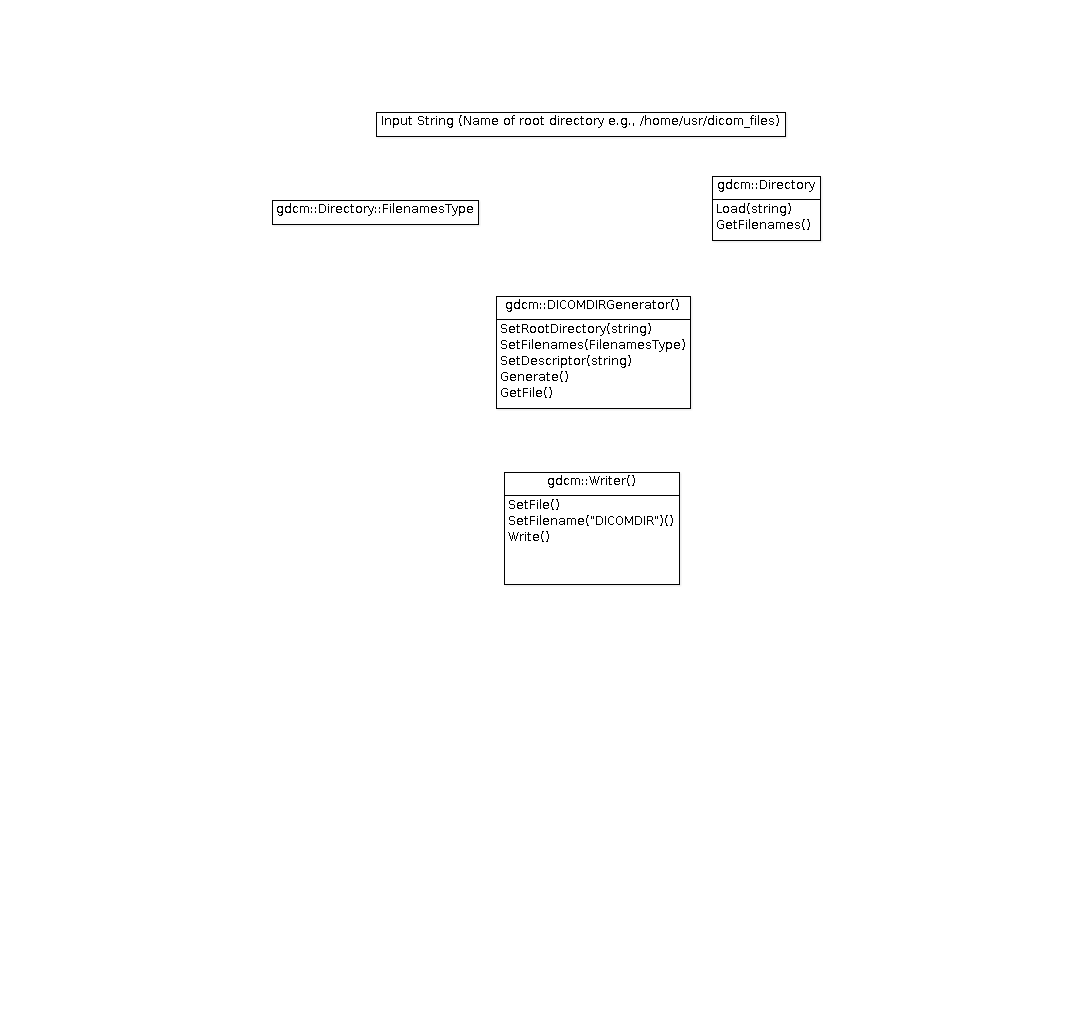 Input String (Name of root directory e.g., /home/usr/dicom_files)
gdcm::Directory
Load(string)
GetFilenames()
gdcm::Directory::FilenamesType
gdcm::DICOMDIRGenerator()
SetRootDirectory(string)
SetFilenames(FilenamesType)
SetDescriptor(string)
Generate()
GetFile()
gdcm::Writer()
SetFile()
SetFilename("DICOMDIR")()
Write()